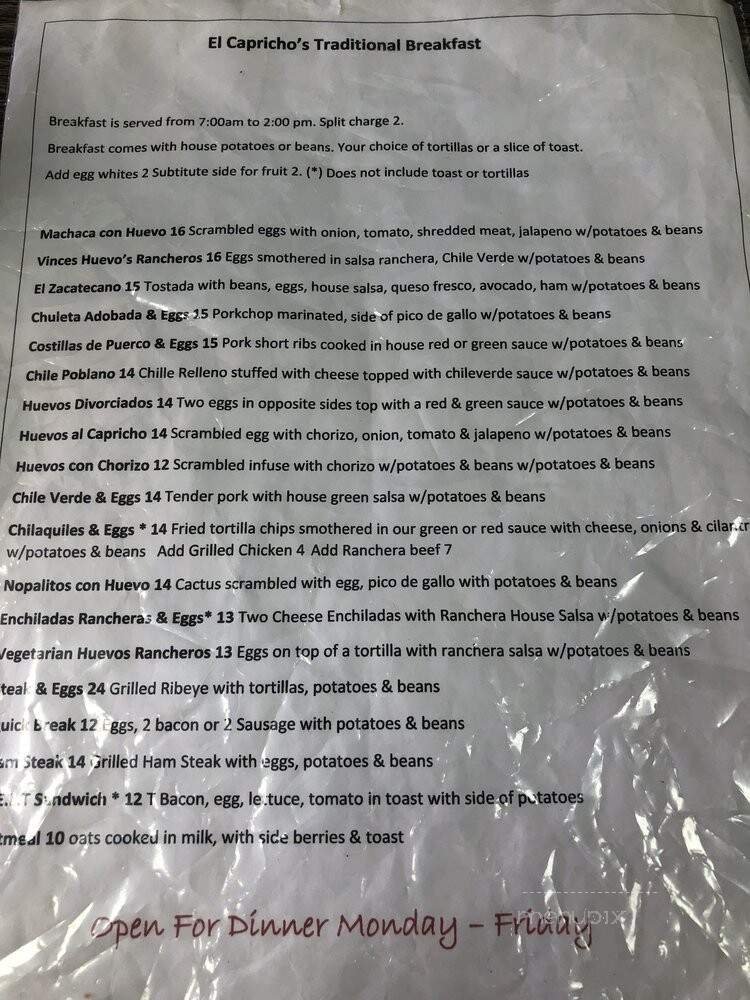 El Capricho's Traditional Breakfast
Breakfast is served from 7:00am to 2:00 pm. Split charge 2.
Breakfast comes with house potatoes or beans. Your choice of tortillas or a slice of toast.
Add egg whites 2 Subtitute side for fruit 2. (*) Does not include toast or tortillas
Machaca con Huevo 16 Scrambled eggs with onion, tomato, shredded meat, jalapeno w/potatoes & beans
Vinces Huevo's Rancheros 16 Eggs smothered in salsa ranchera, Chile Verde w/potatoes & beans
El Zacatecano 15 Tostada with beans, eggs, house salsa, queso fresco, avocado, ham w/potatoes & beans
Chuleta Adobada & Eggs 15 Porkchop marinated, side of pico de gallo w/potatoes & beans
Costillas de Puerco & Eggs 15 Pork short ribs cooked in house red or green sauce w/potatoes & beans
Chile Poblano 14 Chille Relleno stuffed with cheese topped with chileverde sauce w/potatoes & beans
Huevos Divorciados 14 Two eggs in opposite sides top with a red & green sauce w/potatoes & beans
Huevos al Capricho 14 Scrambled egg with chorizo, onion, tomato & jalapeno w/potatoes & beans
Huevos con Chorizo 12 Scrambled infuse with chorizo w/potatoes & beans w/potatoes & beans
Chile Verde & Eggs 14 Tender pork with house green salsa w/potatoes & beans
Chilaquiles & Eggs * 14 Fried tortilla chips smothered in our green or red sauce with cheese, onions &
w/potatoes & beans Add Grilled Chicken 4 Add Ranchera beef 7
Nopalitos con Huevo 14 Cactus scrambled with egg, pico de gallo with potatoes & beans
Enchiladas Rancheras & Eggs* 13 Two Cheese Enchiladas with Ranchera House Salsa w/potatoes & beans
Vegetarian Huevos Rancheros 13 Eggs on top of a tortilla with ranchera salsa w/potatoes & beans
teak & Eggs 24 Grilled Ribeye with tortillas, potatoes & beans
uick Break 12 Eggs, 2 bacon or 2 Sausage with potatoes & beans
am Steak 14 Grilled Ham Steak with eggs, potatoes & beans
Sandwich * 12 T Bacon, egg, lettuce, tomato in toast with side of potatoes
tmeal 10 oats cooked in milk, with side berries & toast
Open For Dinner Monday – Friday
menupix